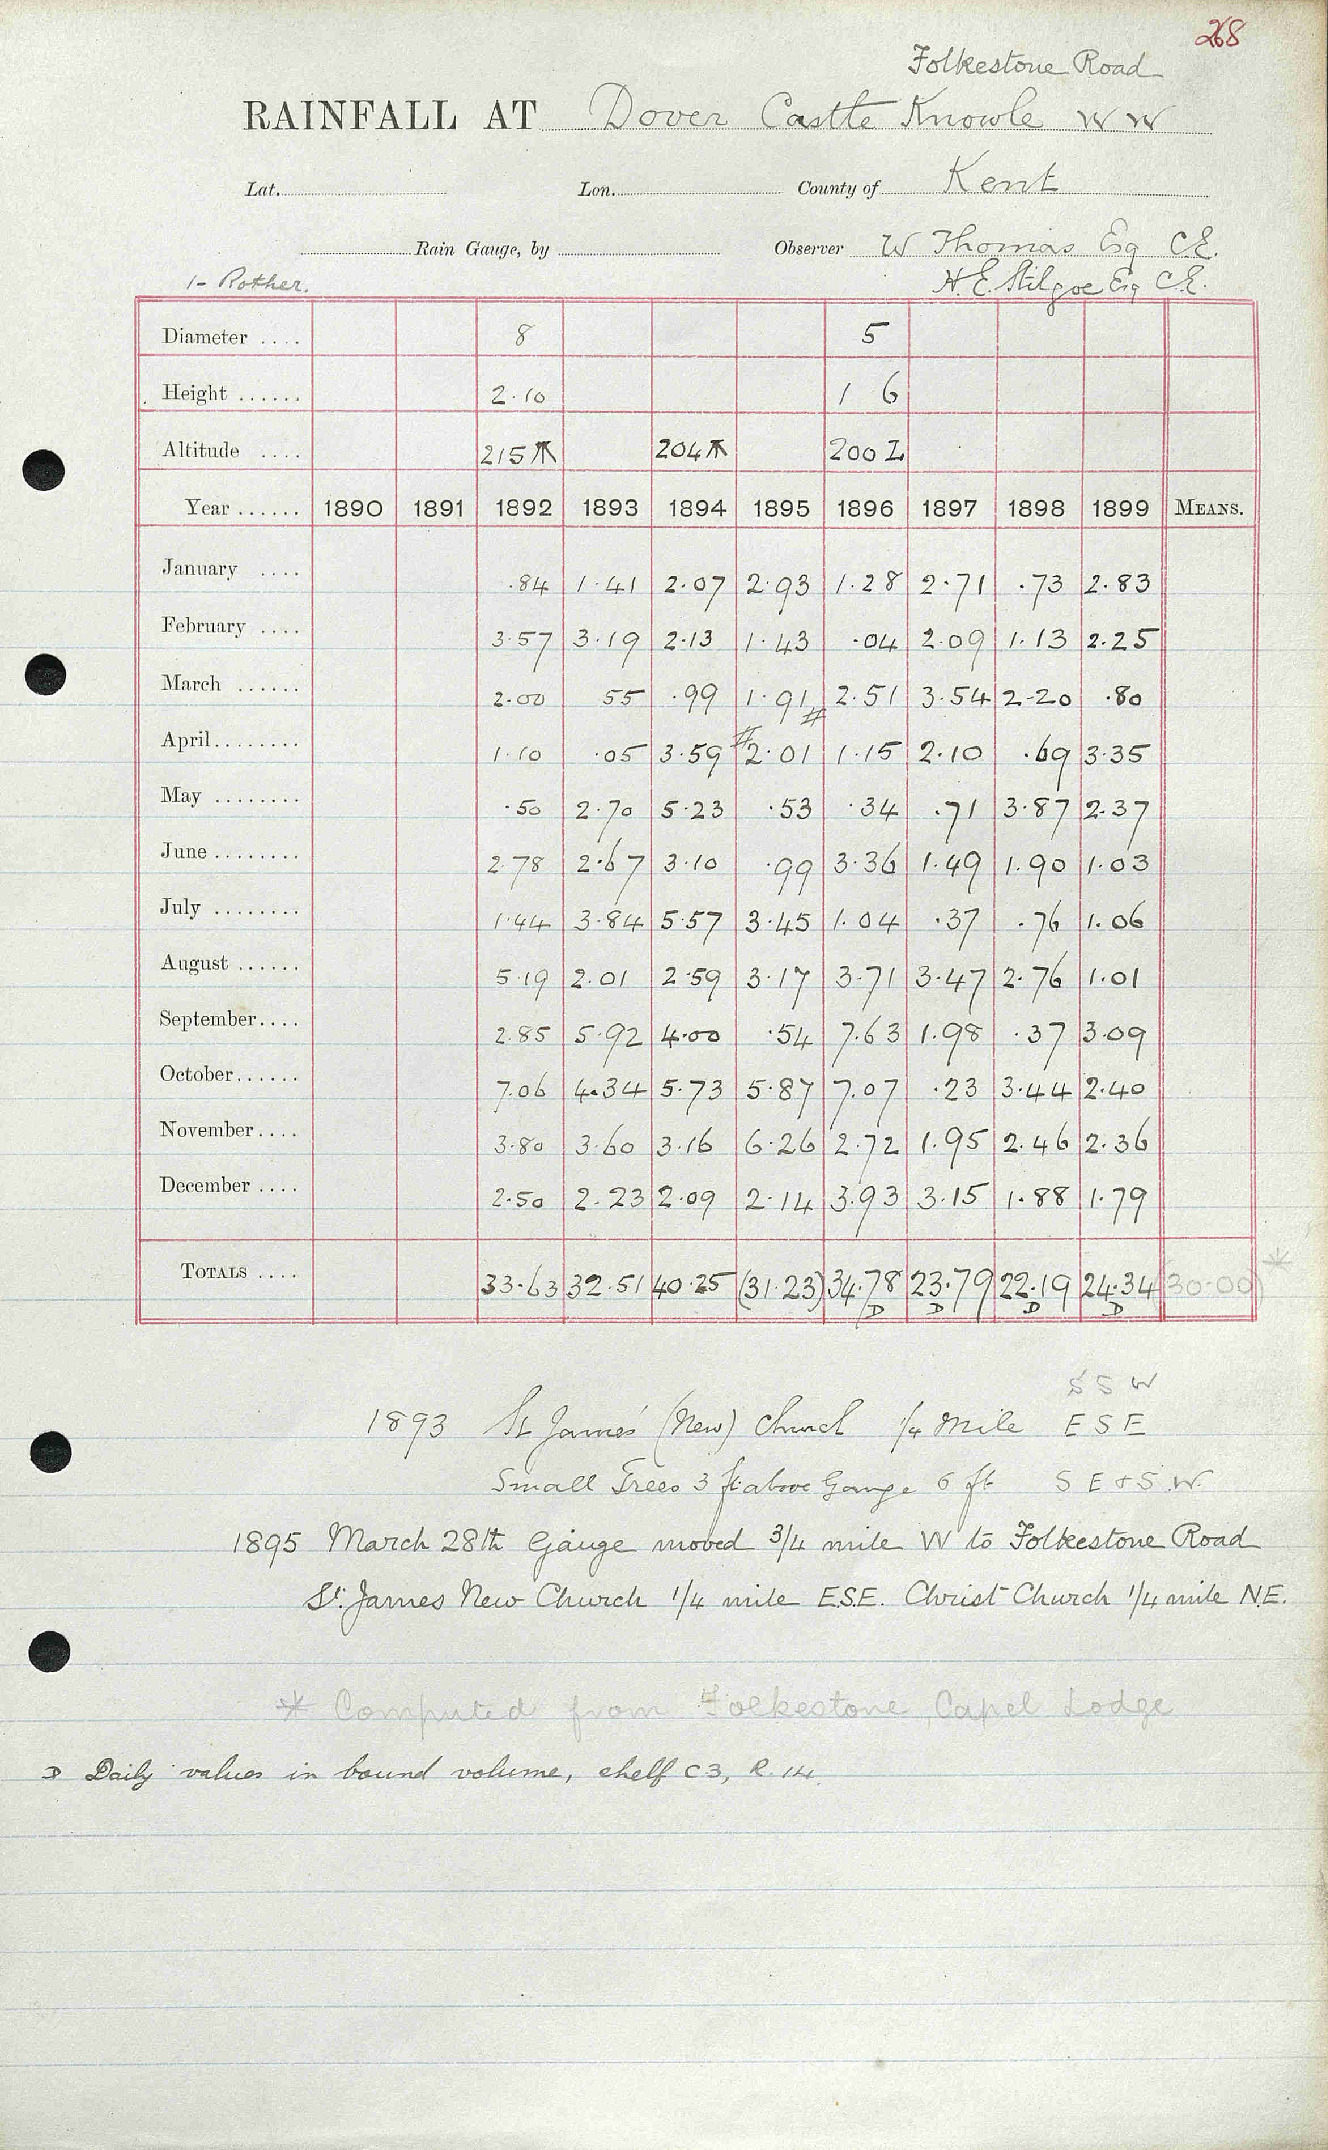 268
Folkestone Road
RAINFALL AT Dover Castle Knowle W W
Lat. Lon. County of Kent
Rain Gauge, by Observer W Thomas Esq C.E.
1- Rother. H. E. Stilgoe Esq C.E.
Diameter .... 8 5
Height ...... 2.10 1 6
Altitude .... 215 204 200
Year ...... 1890 1891 1892 1893 1894 1895 1896 1897 1898 1899 MEANS.
January .... .84 1.41 2.07 2.93 1.28 2.71 .73 2.83
February .... 3.57 3.19 2.13 1.43 .04 2.09 1.13 2.25
March ...... 2.00 55 .99 1.91 # 2.51 3.54 2-20 .80
April........ 1.10 .05 3.59 # 2.01 1.15 2.10 .69 3.35
May ........ .50 2.70 5.23 .53 .34 .71 3.87 2.37
June ........ 2.78 2.67 3.10 .99 3.36 1.49 1.90 1.03
July ........ 1.44 3.84 5.57 3.45 1.04 .37 .76 1.06
August ...... 5.19 2.01 2.59 3.17 3.71 3.47 2.76 1.01
September.... 2.85 5.92 4.00 .54 7.63 1.98 .37 3.09
October...... 7.06 4.34 5.73 5.87 7.07 .23 3.44 2.40
November.... 3.80 3.60 3.16 6.26 2.72 1.95 2.46 2.36
December .... 2.50 2.23 2.09 2.14 3.93 3.15 1.88 1.79
TOTALS .... 33.63 32.51 40.25 (31.23) 34.78 23.79 22.19 24.34 (30.00) *
D D D D
S S W
1893 St James' (New) Church 1/4 Mile E S E
Small Trees 3 ft above Gauge 6 ft S E & S.W.
1895 March 28th Gauge moved 3/4 mile W to Folkestone Road
St. James New Church 1/4 mile E.S.E. Christ Church 1/4 mile N.E.
* Computed from Folkestone, Capel Lodge
D Daily values in bound volume, shelf C3, R. 14.